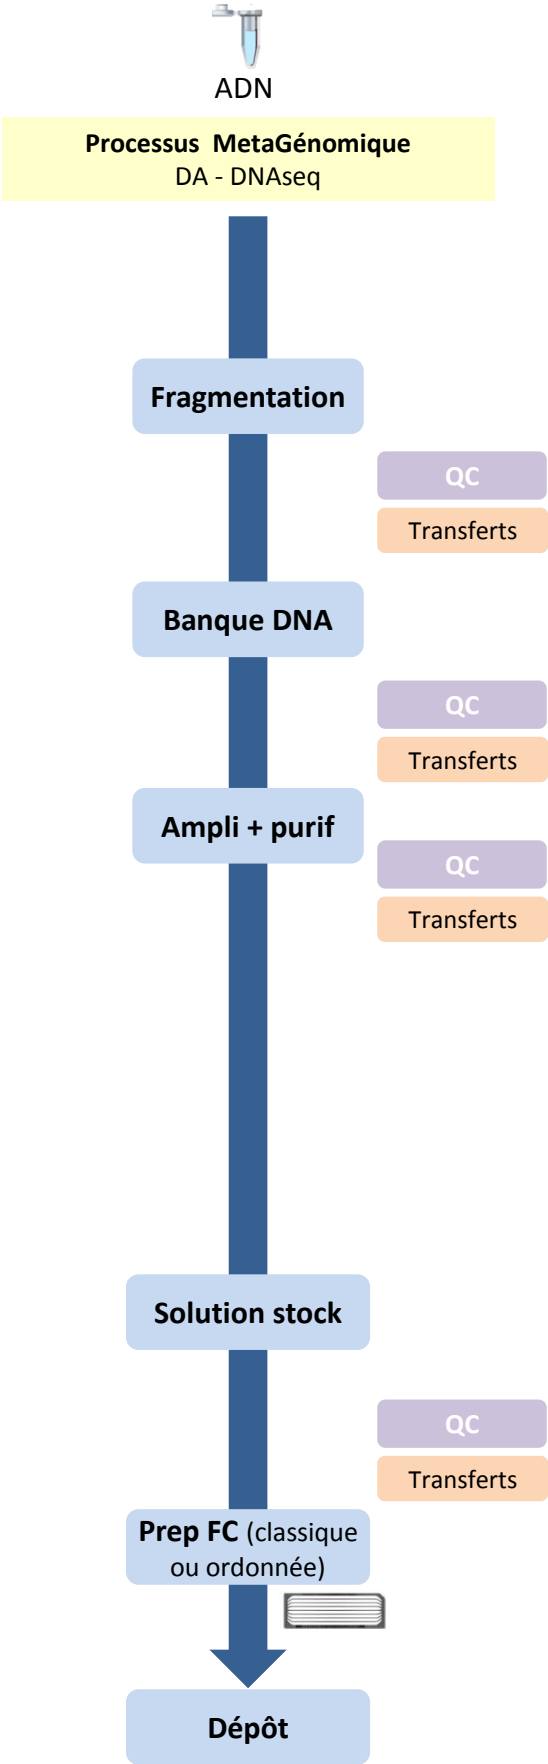 ADN
Processus MetaGénomique
DA - DNAseq
Fragmentation
QC
Transferts
Banque DNA
QC
Transferts
Ampli + purif
QC
Transferts
Solution stock
QC
Transferts
Prep FC (classique
ou ordonnée)
Dépôt